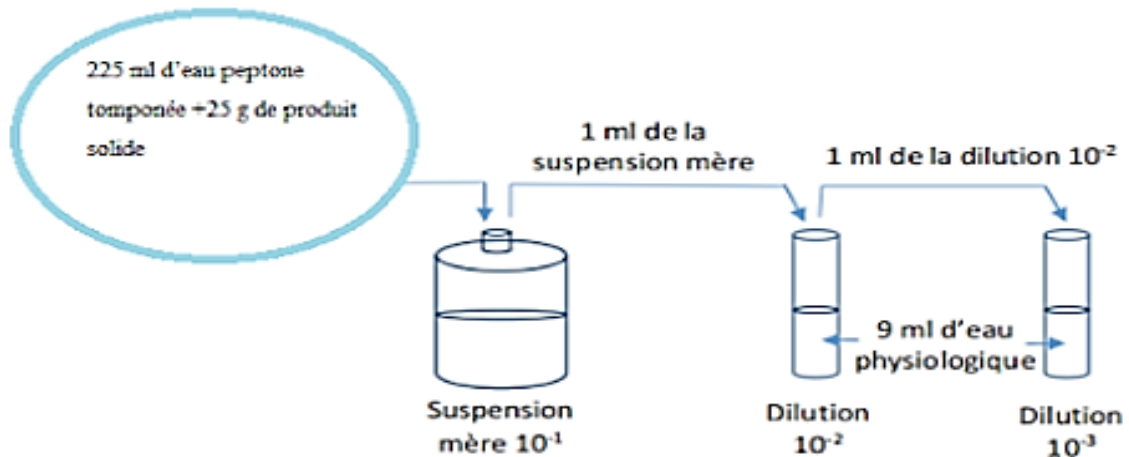 225 ml d'eau peptone
tomponée +25 g de produit
solide
1 ml de la
suspension mère
1 ml de la dilution 10⁻²
9 ml d'eau
physiologique
Suspension
mère 10⁻¹
Dilution
10⁻²
Dilution
10⁻³